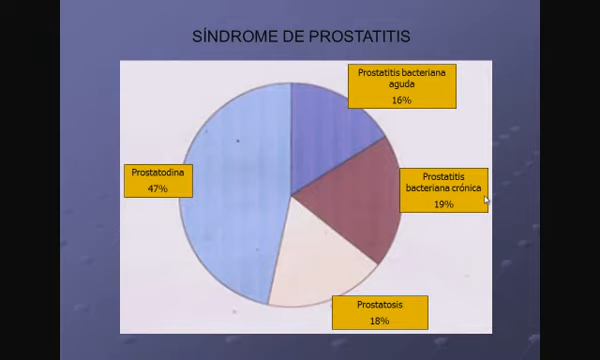 SÍNDROME DE PROSTATITIS
Prostatitis bacteriana
aguda
16%
Prostatodina
47%
Prostatitis
bacteriana crónica
19%
Prostatosis
18%